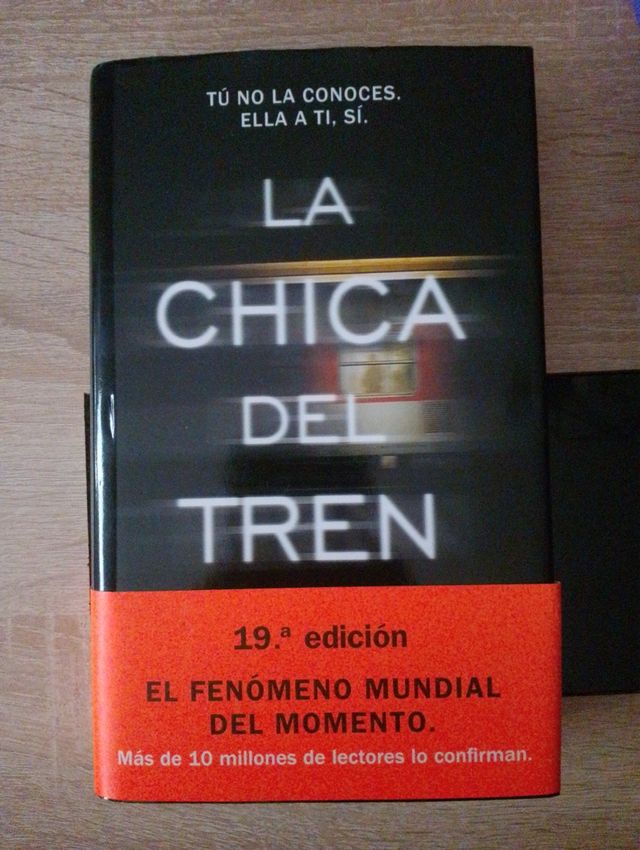 TÚ NO LA CONOCES.
ELLA A TI, SÍ.
LA
CHICA
DEL
TREN
19.ª edición
EL FENÓMENO MUNDIAL
DEL MOMENTO.
Más de 10 millones de lectores lo confirman.